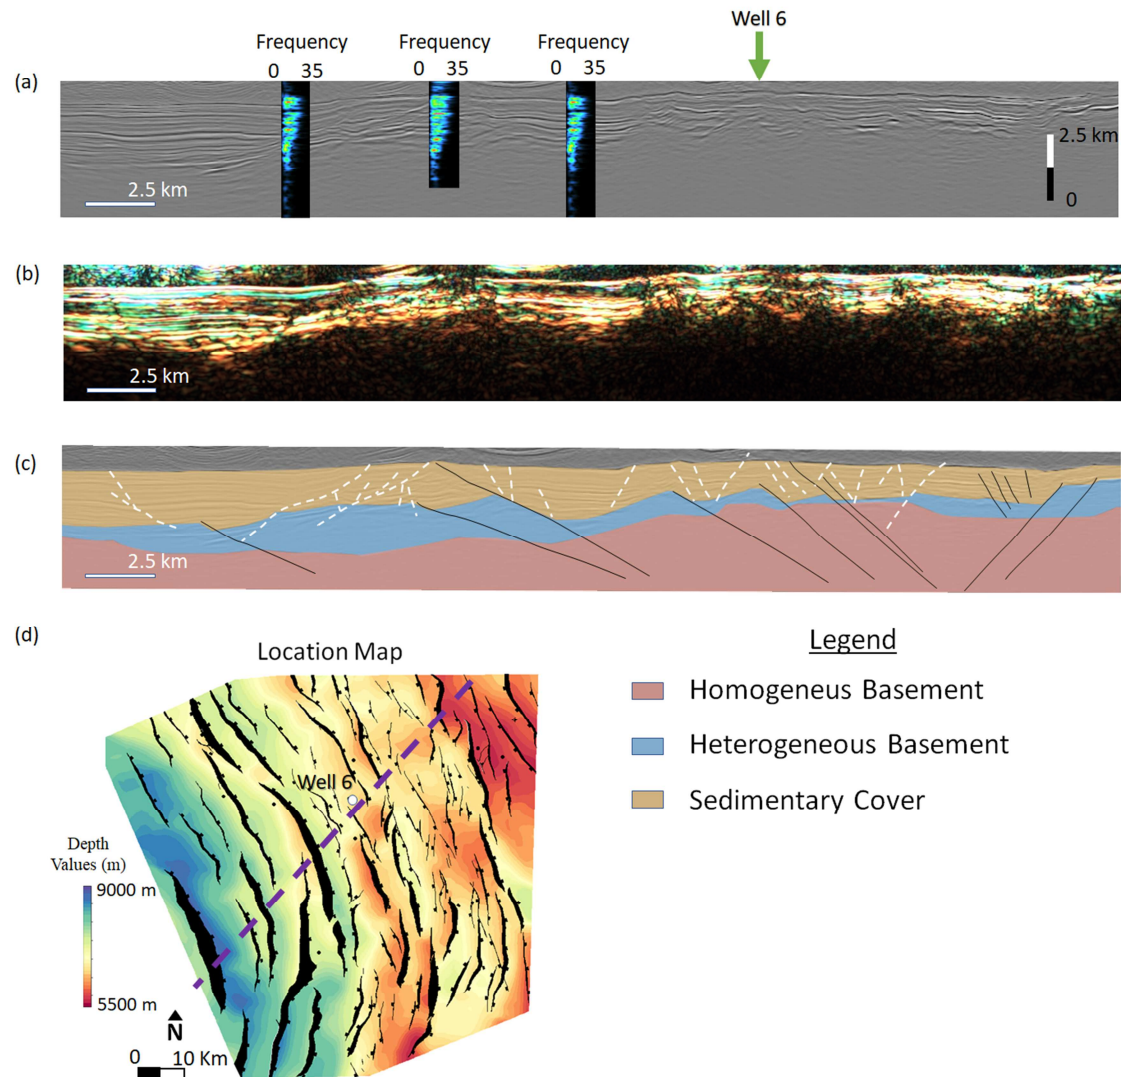 Well 6
Frequency Frequency Frequency
0 35 0 35 0 35
(a)
2.5 km
2.5 km
0
(b)
2.5 km
(c)
2.5 km
(d)
Location Map
Well 6
Depth
Values (m)
9000 m
5500 m
N
0 10 Km
Legend
Homogeneus Basement
Heterogeneous Basement
Sedimentary Cover